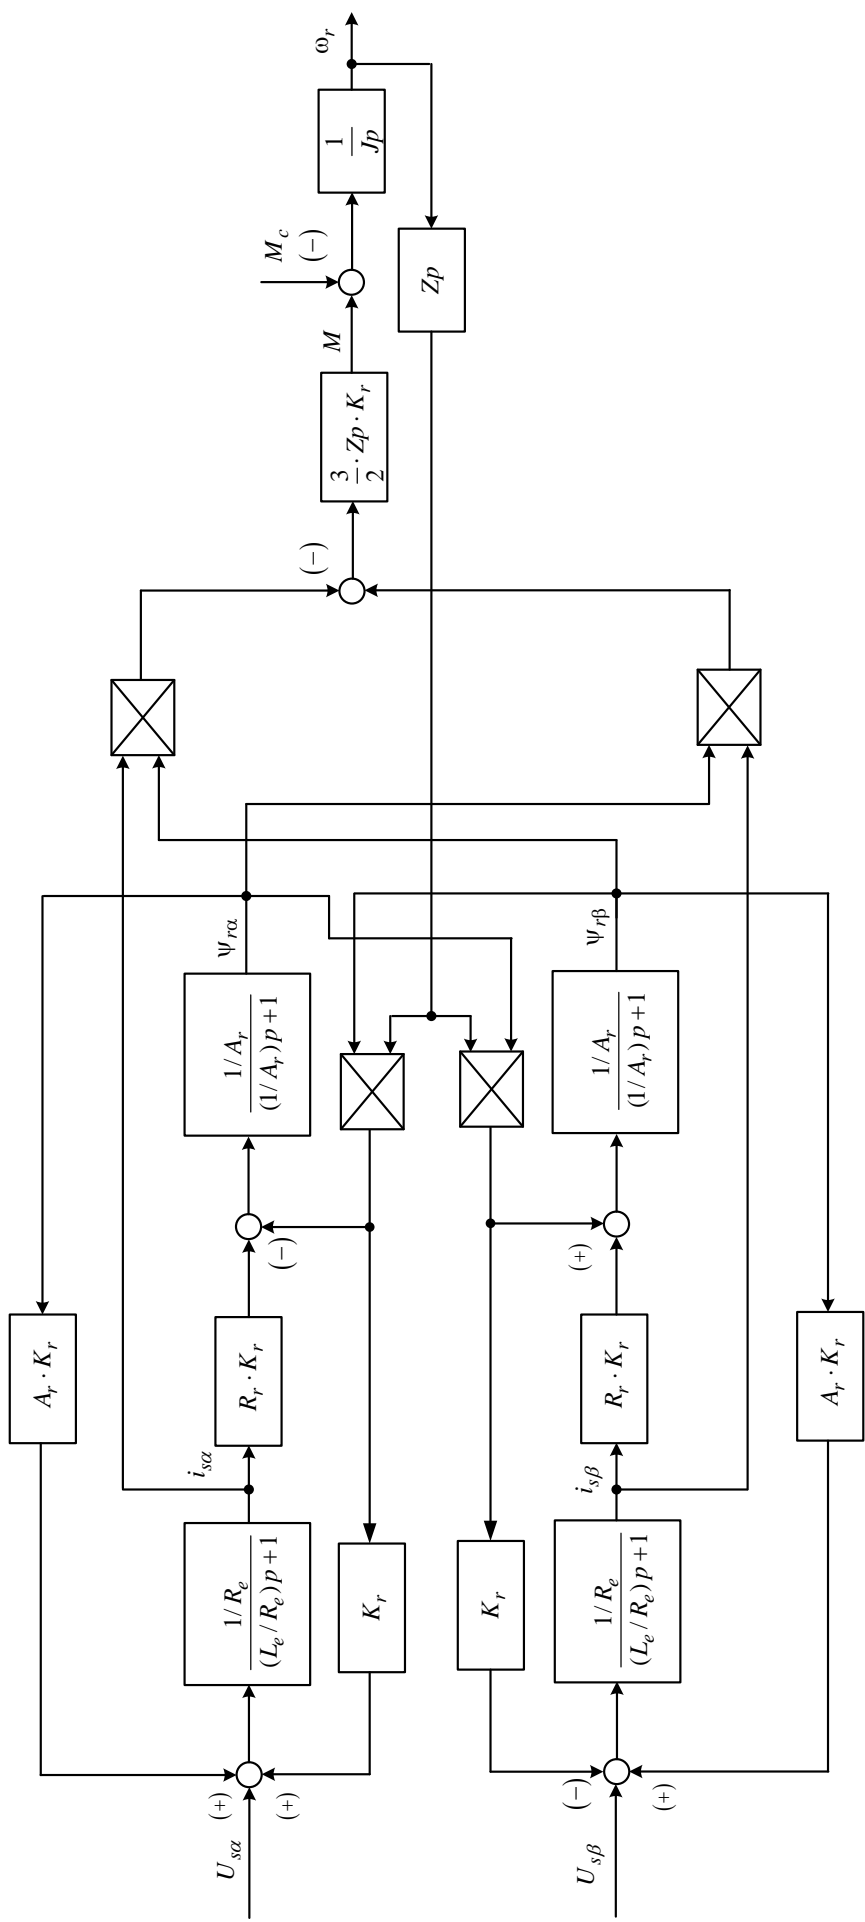 A_r · K_r
U_sα
(+)
(+)
1/R_e
(L_e/R_e)p+1
i_sα
R_r · K_r
(−)
1/A_r
(1/A_r)p+1
ψ_rα
K_r
(−)
3
2
· Zp · K_r
M
M_c
(−)
1
Jp
ω_r
Zp
K_r
U_sβ
(−)
(+)
1/R_e
(L_e/R_e)p+1
i_sβ
R_r · K_r
(+)
1/A_r
(1/A_r)p+1
ψ_rβ
A_r · K_r